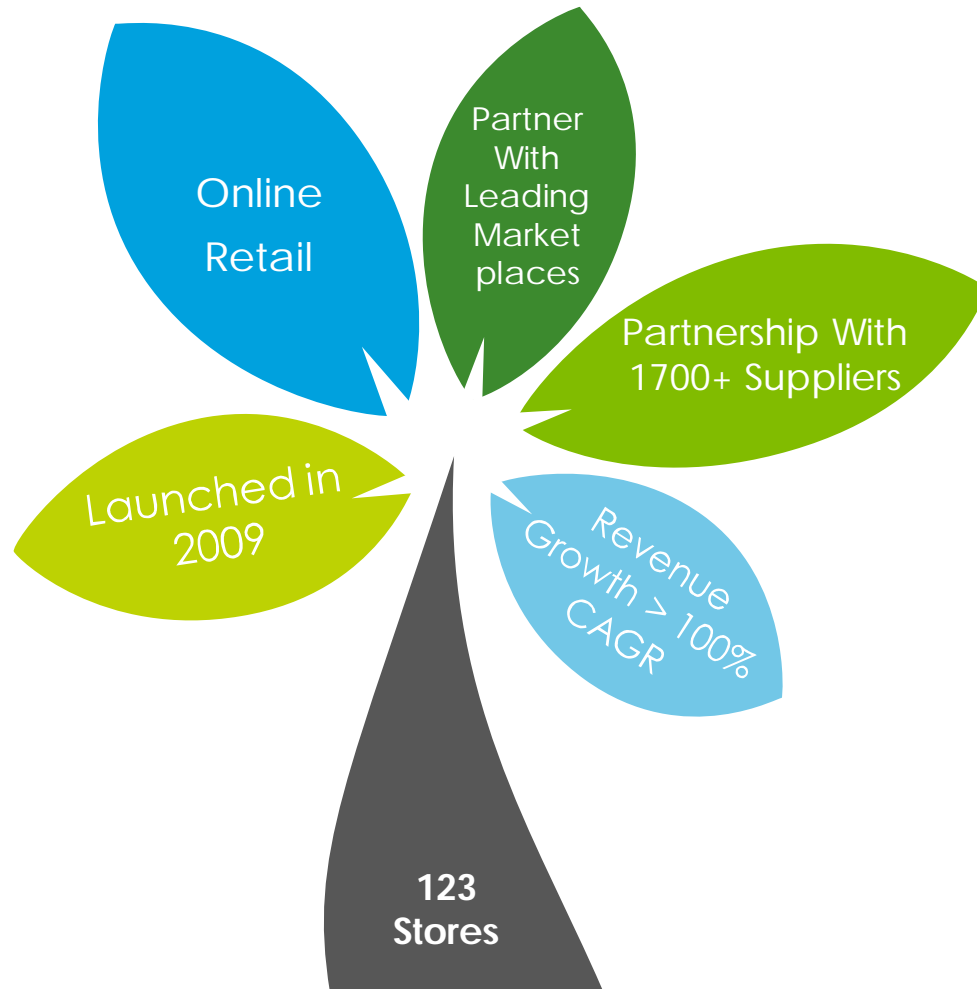 Online
Retail
Partner
With
Leading
Market
places
Partnership With
1700+ Suppliers
Launched in
2009
Revenue
Growth > 100%
CAGR
123
Stores